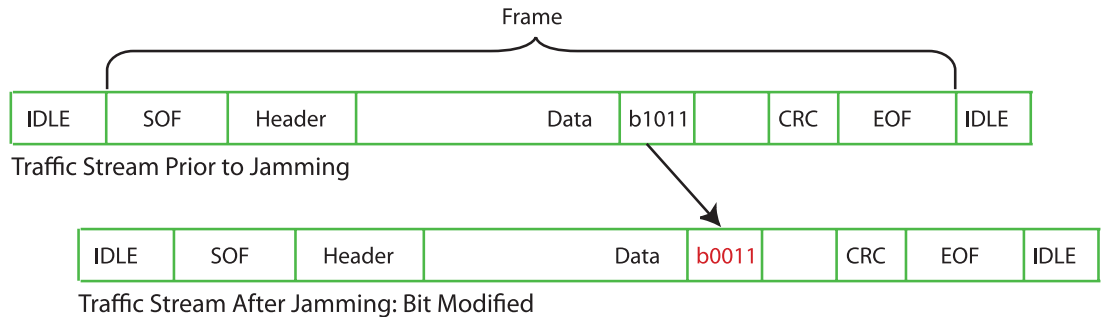 Frame
IDLE SOF Header Data b1011 CRC EOF IDLE
Traffic Stream Prior to Jamming
IDLE SOF Header Data b0011 CRC EOF IDLE
Traffic Stream After Jamming: Bit Modified